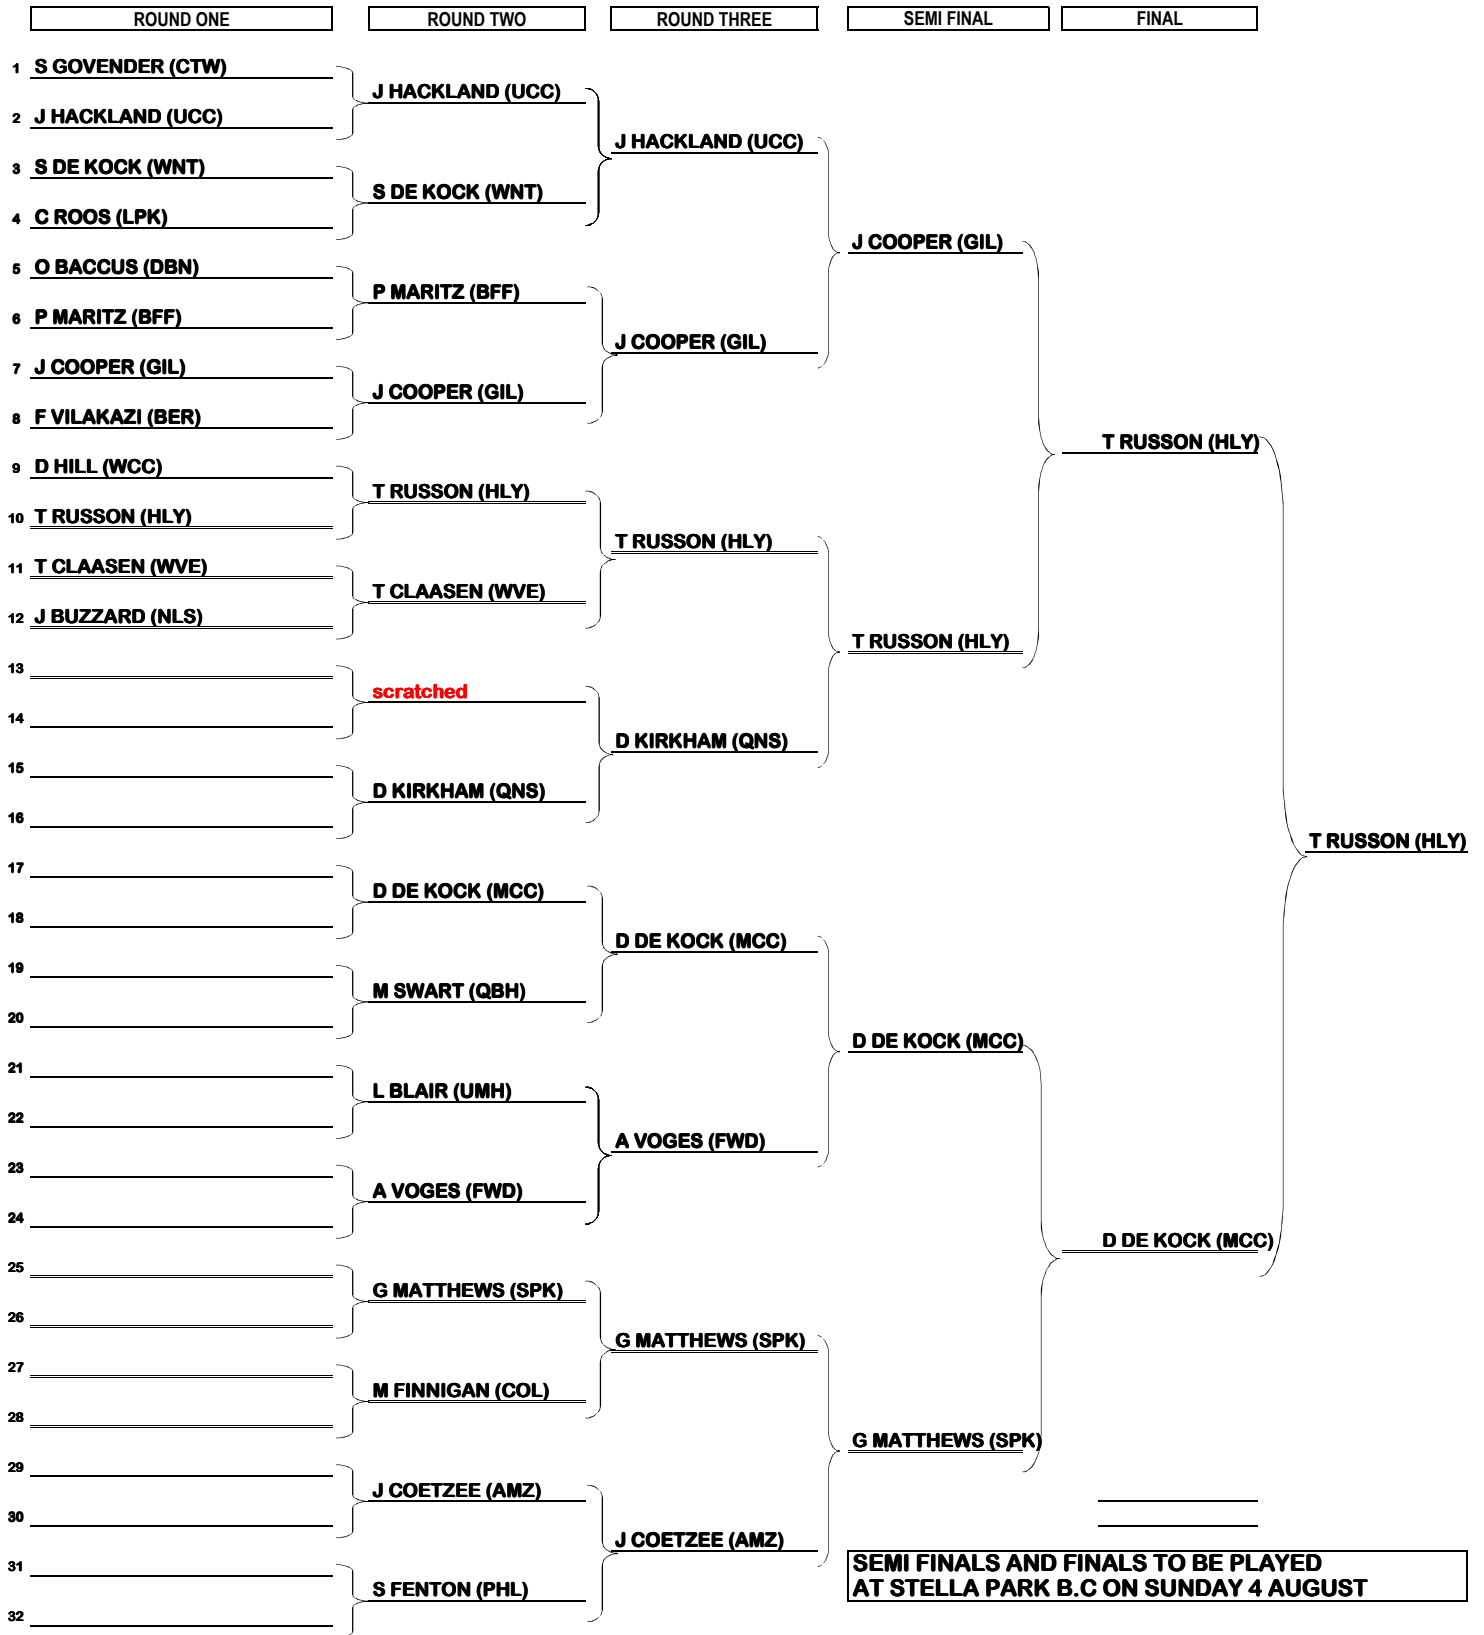 ROUND ONE
ROUND TWO
ROUND THREE
SEMI FINAL
FINAL
1 S GOVENDER (CTW)
J HACKLAND (UCC)
2 J HACKLAND (UCC)
J HACKLAND (UCC)
3 S DE KOCK (WNT)
S DE KOCK (WNT)
4 C ROOS (LPK)
J COOPER (GIL)
5 O BACCUS (DBN)
P MARITZ (BFF)
6 P MARITZ (BFF)
J COOPER (GIL)
7 J COOPER (GIL)
J COOPER (GIL)
8 F VILAKAZI (BER)
T RUSSON (HLY)
9 D HILL (WCC)
T RUSSON (HLY)
10 T RUSSON (HLY)
T RUSSON (HLY)
11 T CLAASEN (WVE)
T CLAASEN (WVE)
12 J BUZZARD (NLS)
T RUSSON (HLY)
13
scratched
14
D KIRKHAM (QNS)
15
D KIRKHAM (QNS)
16
T RUSSON (HLY)
17
D DE KOCK (MCC)
18
D DE KOCK (MCC)
19
M SWART (QBH)
20
D DE KOCK (MCC)
21
L BLAIR (UMH)
22
A VOGES (FWD)
23
A VOGES (FWD)
24
D DE KOCK (MCC)
25
G MATTHEWS (SPK)
26
G MATTHEWS (SPK)
27
M FINNIGAN (COL)
28
G MATTHEWS (SPK)
29
J COETZEE (AMZ)
30
J COETZEE (AMZ)
31
S FENTON (PHL)
32
SEMI FINALS AND FINALS TO BE PLAYED
AT STELLA PARK B.C ON SUNDAY 4 AUGUST